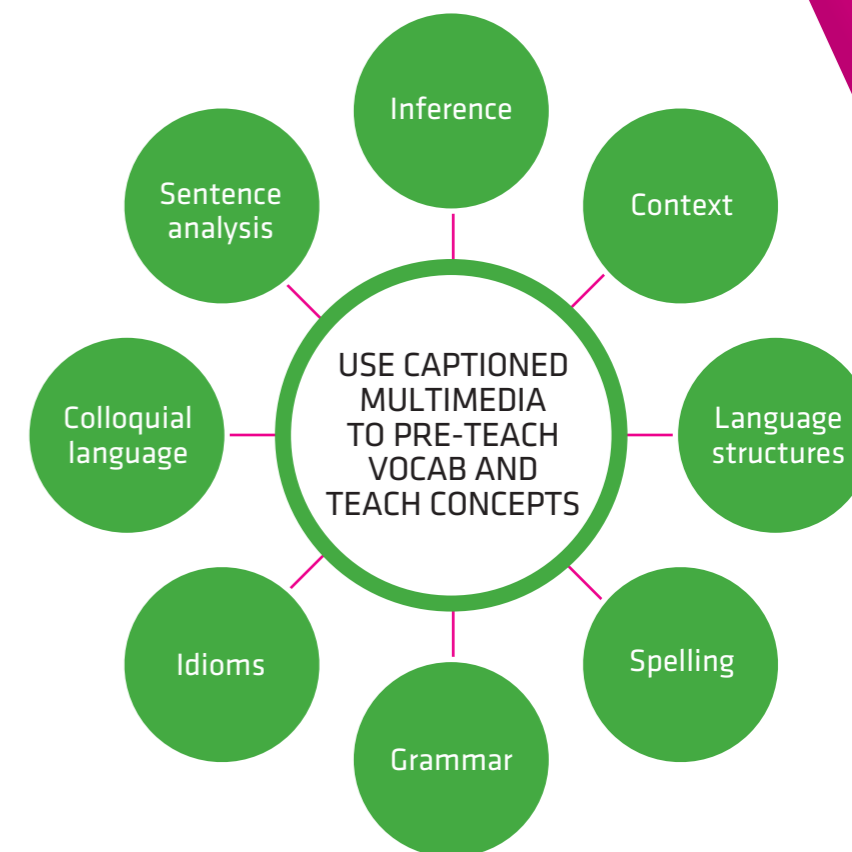 Inference
Context
Language
structures
Spelling
Grammar
Idioms
Colloquial
language
Sentence
analysis
USE CAPTIONED
MULTIMEDIA
TO PRE-TEACH
VOCAB AND
TEACH CONCEPTS